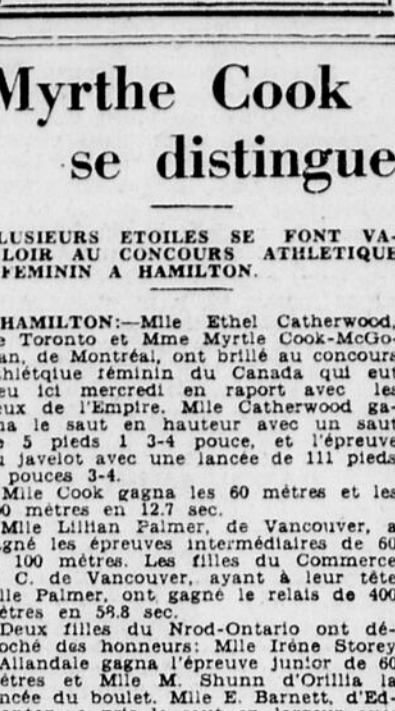 Myrthe Cook
se distingue
LUSIEURS ETOILES SE FONT VA-
LOIR AU CONCOURS ATHLETIQUE
FEMININ A HAMILTON.
HAMILTON:—Mlle Ethel Catherwood,
e Toronto et Mme Myrtle Cook-McGo-
an, de Montréal, ont brillé au concours
thlétqiue féminin du Canada qui eut
eu ici mercredi en raport avec les
eux de l'Empire. Mlle Catherwood ga-
na le saut en hauteur avec un saut
e 5 pieds 1 3-4 pouce, et l'épreuve
u javelot avec une lancée de 111 pieds
pouces 3-4.
Mlle Cook gagna les 60 mètres et les
00 mètres en 12.7 sec.
Mlle Lillian Palmer, de Vancouver, a
agné les épreuves intermédiaires de 60
100 mètres. Les filles du Commerce
C. de Vancouver, ayant à leur tête
lle Palmer, ont gagné le relais de 400
ètres en 58.8 sec.
Deux filles du Nrod-Ontario ont dé-
oché des honneurs: Mlle Irène Storey
Allandale gagna l'épreuve junior de 60
ètres et Mlle M. Shunn d'Orillia la
ncée du boulet. Mlle E. Barnett, d'Ed-